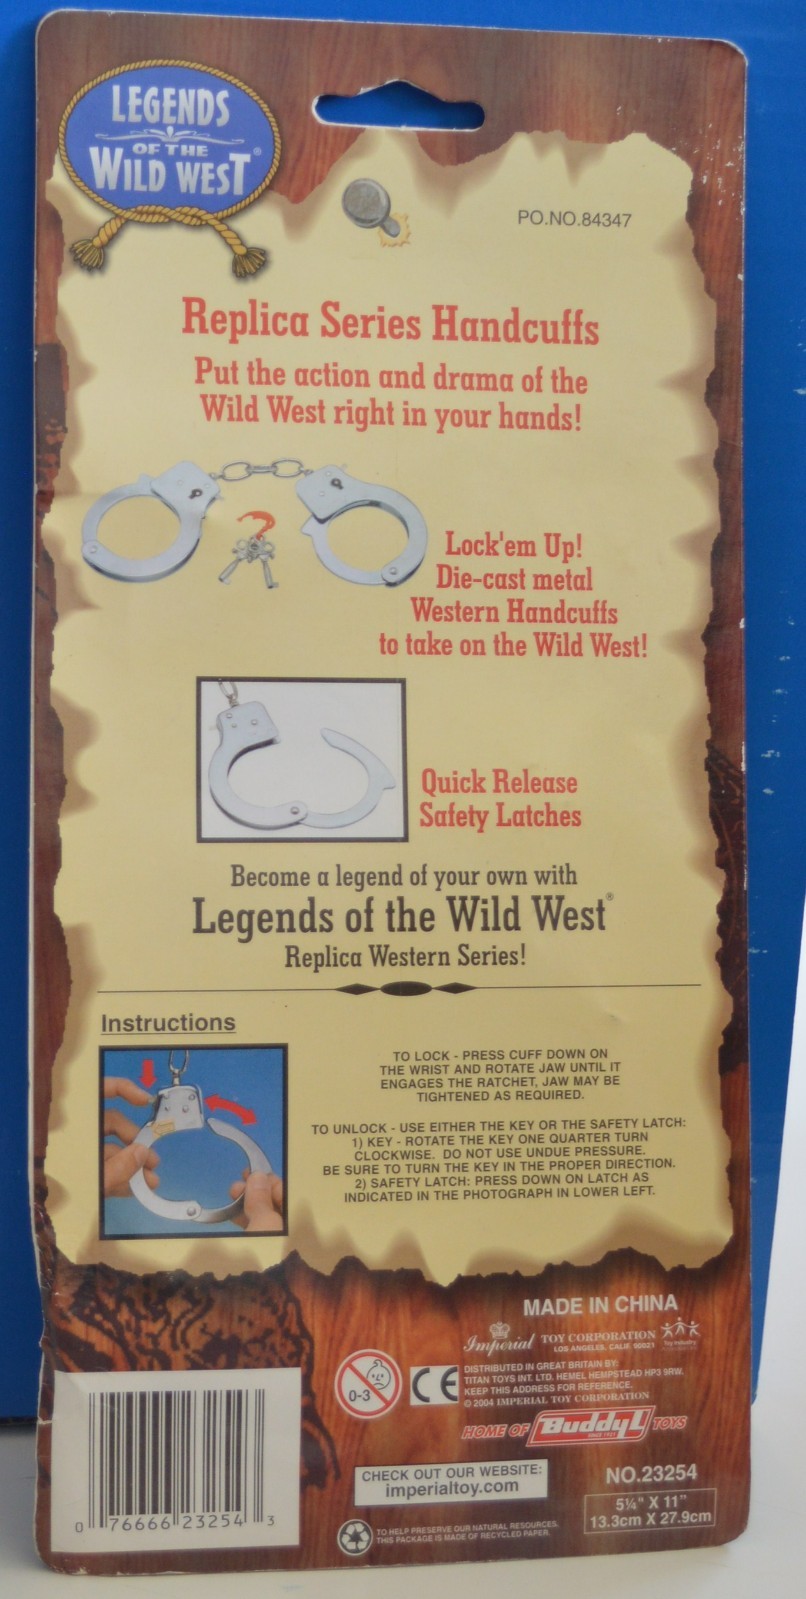 LEGENDS
OF THE
WILD WEST®
PO.NO.84347
Replica Series Handcuffs
Put the action and drama of the
Wild West right in your hands!
Lock'em Up!
Die-cast metal
Western Handcuffs
to take on the Wild West!
Quick Release
Safety Latches
Become a legend of your own with
Legends of the Wild West®
Replica Western Series!
Instructions
TO LOCK - PRESS CUFF DOWN ON
THE WRIST AND ROTATE JAW UNTIL IT
ENGAGES THE RATCHET, JAW MAY BE
TIGHTENED AS REQUIRED.
TO UNLOCK - USE EITHER THE KEY OR THE SAFETY LATCH:
1) KEY - ROTATE THE KEY ONE QUARTER TURN
CLOCKWISE. DO NOT USE UNDUE PRESSURE.
BE SURE TO TURN THE KEY IN THE PROPER DIRECTION.
2) SAFETY LATCH: PRESS DOWN ON LATCH AS
INDICATED IN THE PHOTOGRAPH IN LOWER LEFT.
MADE IN CHINA
Imperial TOY CORPORATION
LOS ANGELES, CALIF 90021
Toy Industry
0-3
CE
DISTRIBUTED IN GREAT BRITAIN BY:
TITAN TOYS INT. LTD. HEMEL HEMPSTEAD HP3 9RW.
KEEP THIS ADDRESS FOR REFERENCE.
© 2004 IMPERIAL TOY CORPORATION
HOME OF Buddy L TOYS
SINCE 1921
CHECK OUT OUR WEBSITE:
imperialtoy.com
NO.23254
5¼" X 11"
13.3cm X 27.9cm
0 76666 23254 3
TO HELP PRESERVE OUR NATURAL RESOURCES,
THIS PACKAGE IS MADE OF RECYCLED PAPER.